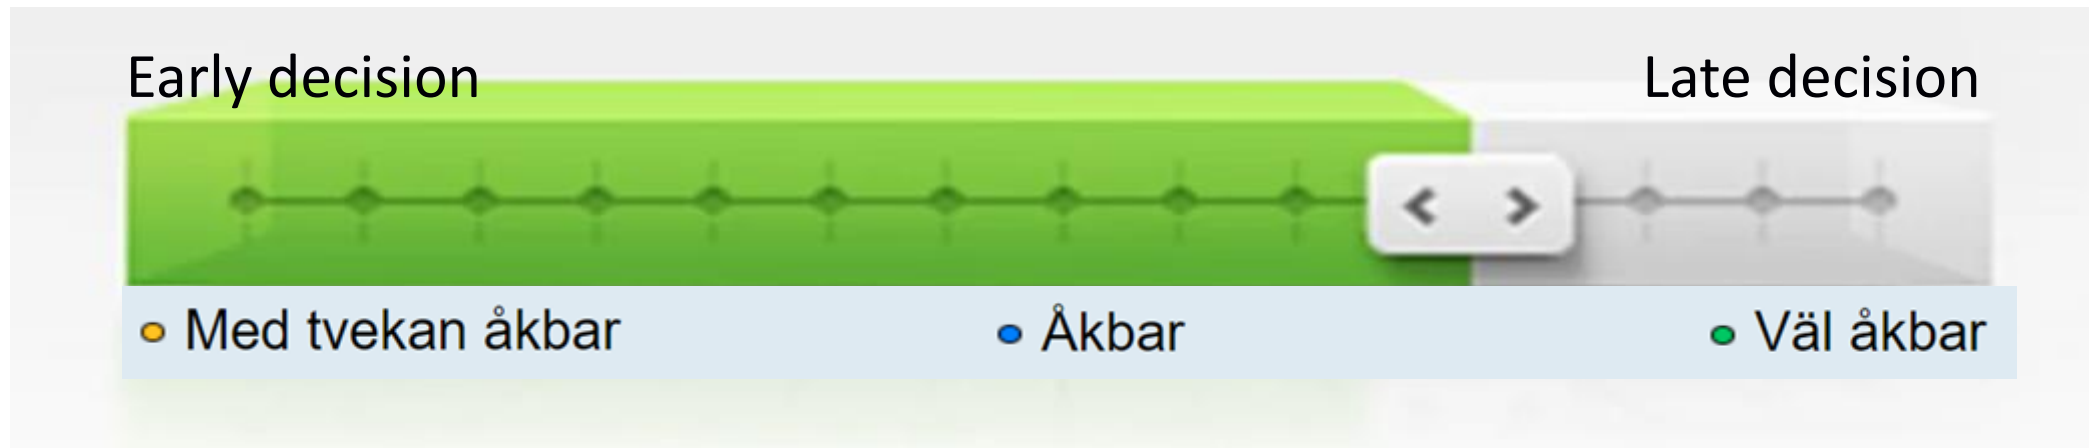 Early decision
Late decision
Med tvekan åkbar
Åkbar
Väl åkbar